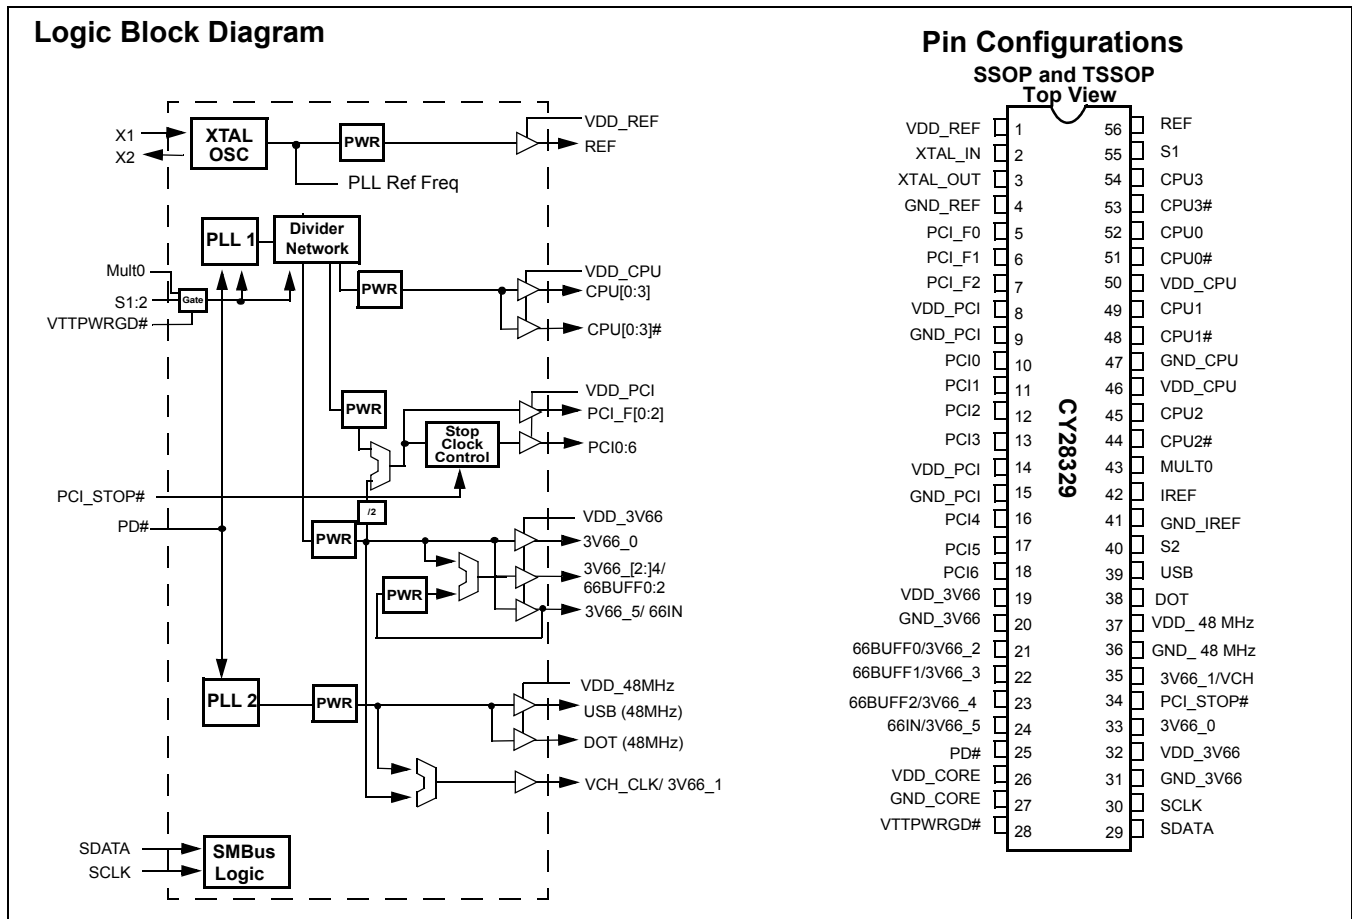 Logic Block Diagram
X1
X2
XTAL
OSC
PWR
VDD_REF
REF
PLL Ref Freq
PLL 1
Divider
Network
Mult0
S1:2
VTTPWRGD#
Gate
PWR
VDD_CPU
CPU[0:3]
CPU[0:3]#
PWR
VDD_PCI
PCI_F[0:2]
Stop
Clock
Control
PCI0:6
PCI_STOP#
PD#
/2
PWR
VDD_3V66
3V66_0
3V66_[2:]4/
66BUFF0:2
PWR
3V66_5/ 66IN
PLL 2
PWR
VDD_48MHz
USB (48MHz)
DOT (48MHz)
VCH_CLK/ 3V66_1
SDATA
SCLK
SMBus
Logic
Pin Configurations
SSOP and TSSOP
Top View
CY28329
VDD_REF 1
XTAL_IN 2
XTAL_OUT 3
GND_REF 4
PCI_F0 5
PCI_F1 6
PCI_F2 7
VDD_PCI 8
GND_PCI 9
PCI0 10
PCI1 11
PCI2 12
PCI3 13
VDD_PCI 14
GND_PCI 15
PCI4 16
PCI5 17
PCI6 18
VDD_3V66 19
GND_3V66 20
66BUFF0/3V66_2 21
66BUFF1/3V66_3 22
66BUFF2/3V66_4 23
66IN/3V66_5 24
PD# 25
VDD_CORE 26
GND_CORE 27
VTTPWRGD# 28
56 REF
55 S1
54 CPU3
53 CPU3#
52 CPU0
51 CPU0#
50 VDD_CPU
49 CPU1
48 CPU1#
47 GND_CPU
46 VDD_CPU
45 CPU2
44 CPU2#
43 MULT0
42 IREF
41 GND_IREF
40 S2
39 USB
38 DOT
37 VDD_ 48 MHz
36 GND_ 48 MHz
35 3V66_1/VCH
34 PCI_STOP#
33 3V66_0
32 VDD_3V66
31 GND_3V66
30 SCLK
29 SDATA